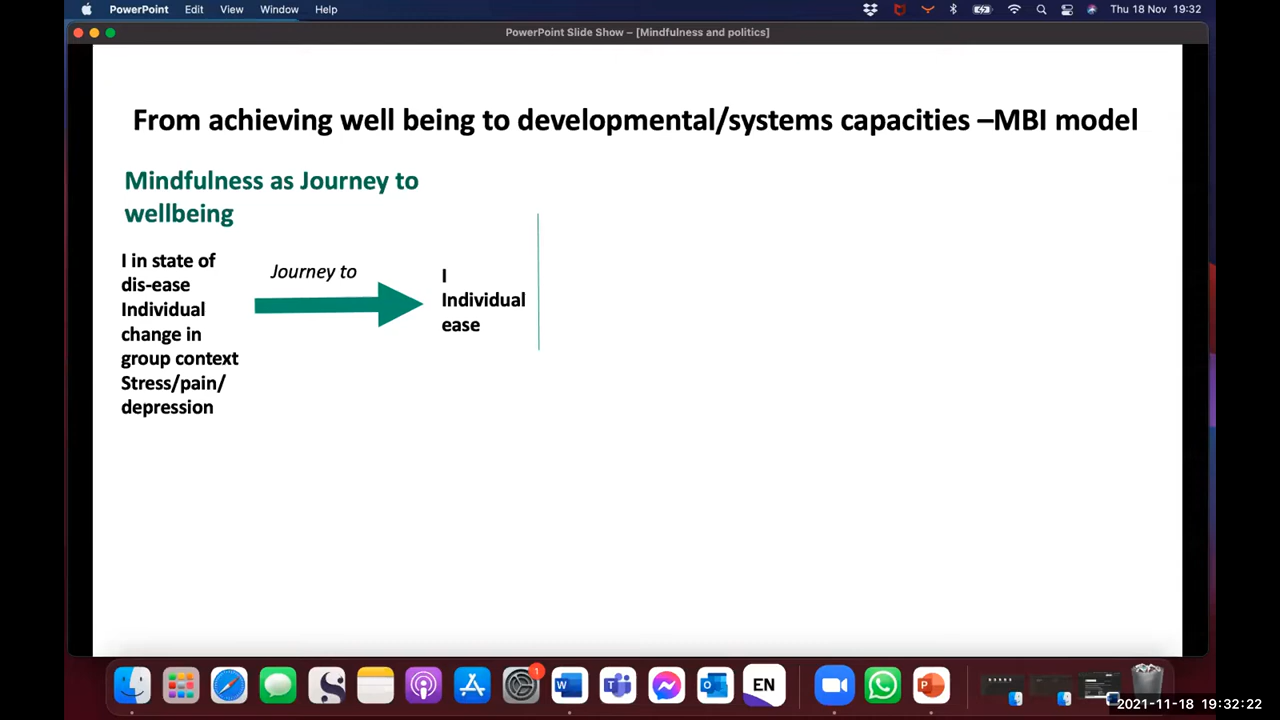 PowerPoint Edit View Window Help Thu 18 Nov 19:32
PowerPoint Slide Show – [Mindfulness and politics]
From achieving well being to developmental/systems capacities –MBI model
Mindfulness as Journey to
wellbeing
I in state of
dis-ease
Individual
change in
group context
Stress/pain/
depression
Journey to
I
Individual
ease
1
EN
2021-11-18 19:32:22